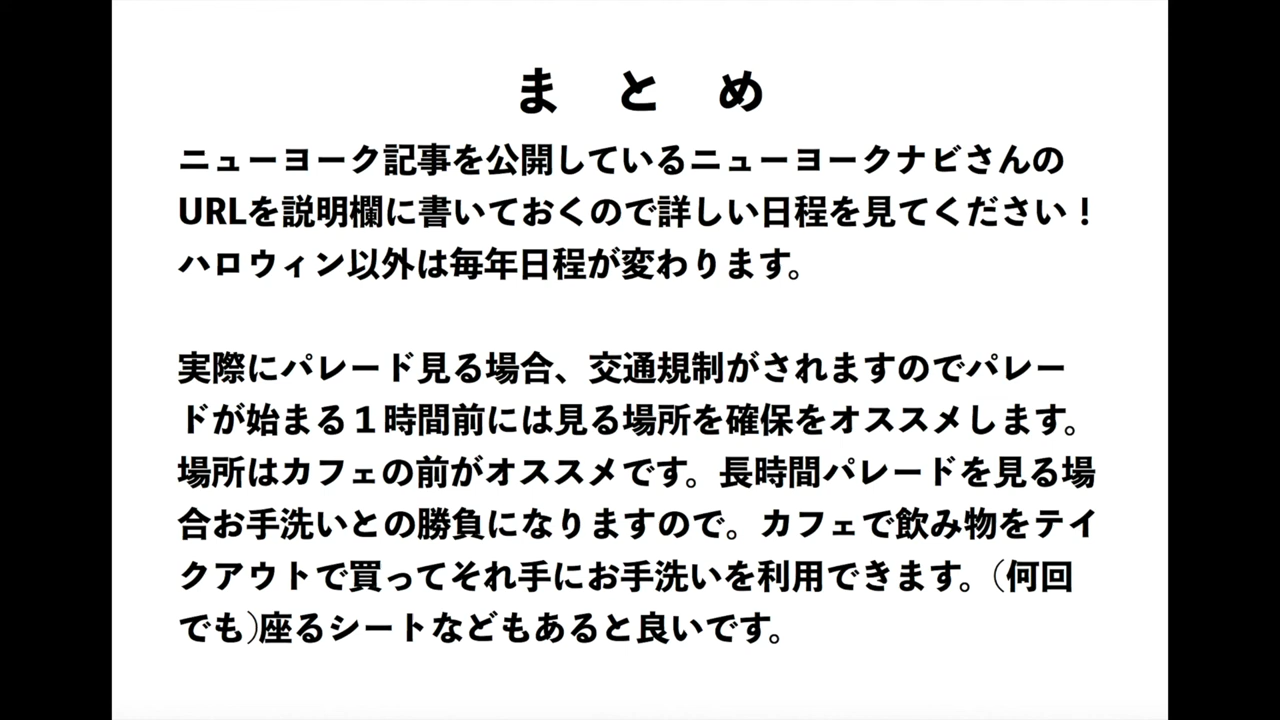 まとめ
ニューヨーク記事を公開しているニューヨークナビさんの
URLを説明欄に書いておくので詳しい日程を見てください！
ハロウィン以外は毎年日程が変わります。
実際にパレード見る場合、交通規制がされますのでパレー
ドが始まる１時間前には見る場所を確保をオススメします。
場所はカフェの前がオススメです。長時間パレードを見る場
合お手洗いとの勝負になりますので。カフェで飲み物をテイ
クアウトで買ってそれ手にお手洗いを利用できます。（何回
でも）座るシートなどもあると良いです。